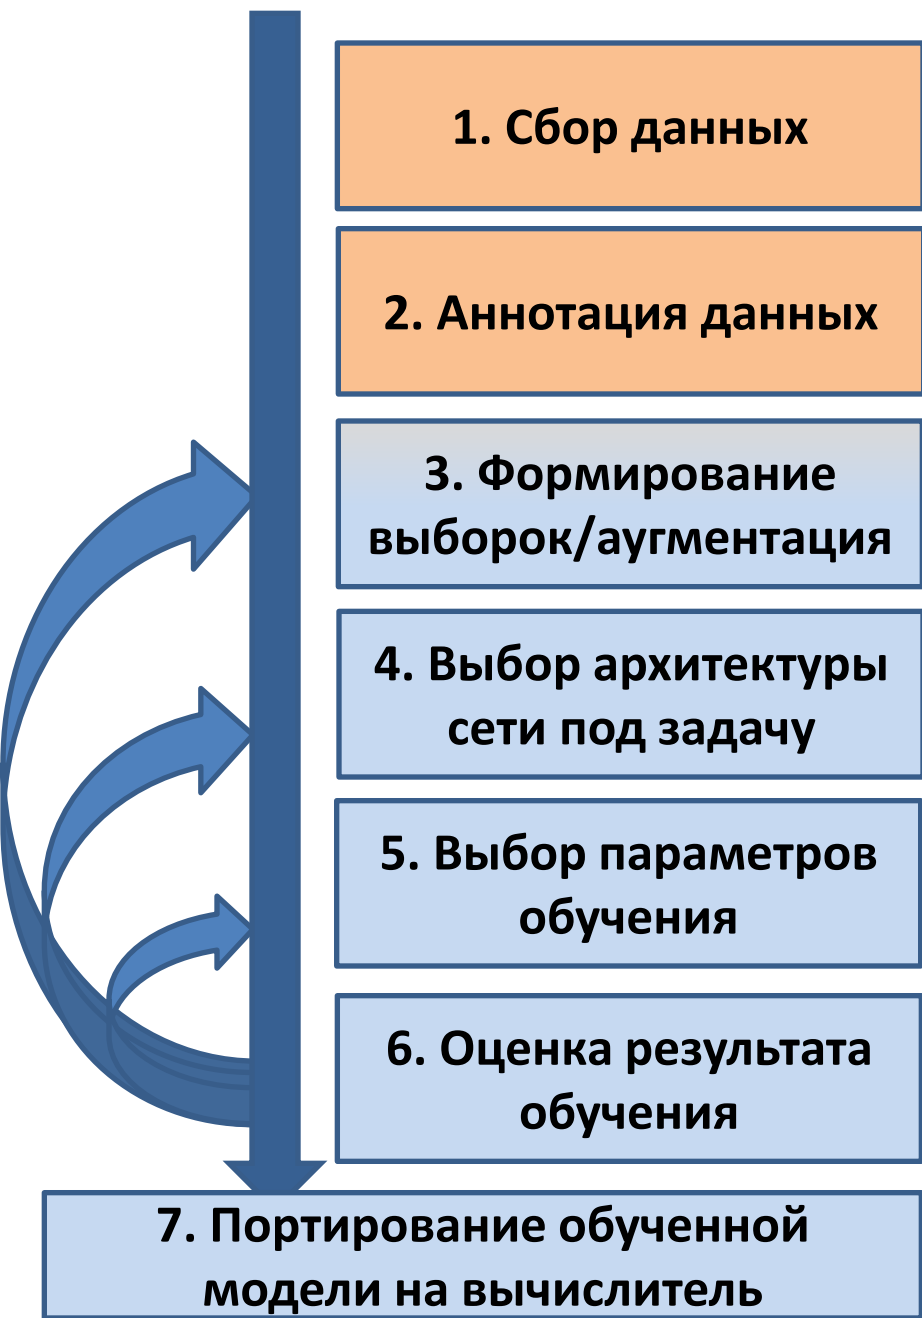 1. Сбор данных
2. Аннотация данных
3. Формирование
выборок/аугментация
4. Выбор архитектуры
сети под задачу
5. Выбор параметров
обучения
6. Оценка результата
обучения
7. Портирование обученной
модели на вычислитель